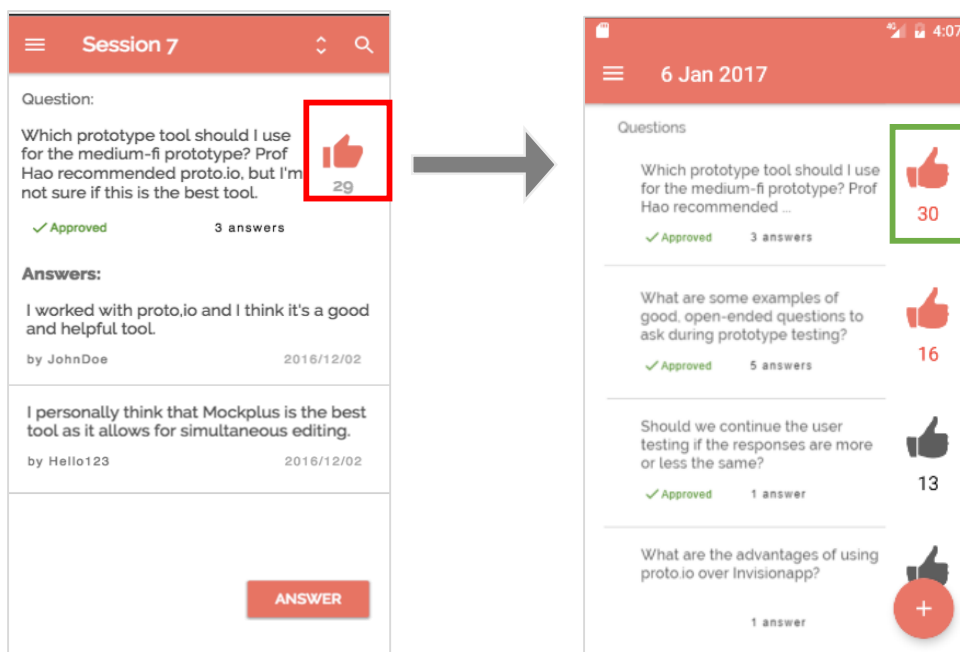 Session 7
Question:
Which prototype tool should I use
for the medium-fi prototype? Prof
Hao recommended proto.io, but I'm
not sure if this is the best tool.
29
Approved 3 answers
Answers:
I worked with proto,io and I think it's a good
and helpful tool.
by JohnDoe 2016/12/02
I personally think that Mockplus is the best
tool as it allows for simultaneous editing.
by Hello123 2016/12/02
ANSWER
4G 4:07
6 Jan 2017
Questions
Which prototype tool should I use
for the medium-fi prototype? Prof
Hao recommended ...
30
Approved 3 answers
What are some examples of
good, open-ended questions to
ask during prototype testing?
16
Approved 5 answers
Should we continue the user
testing if the responses are more
or less the same?
13
Approved 1 answer
What are the advantages of using
proto.io over Invisionapp?
+
1 answer